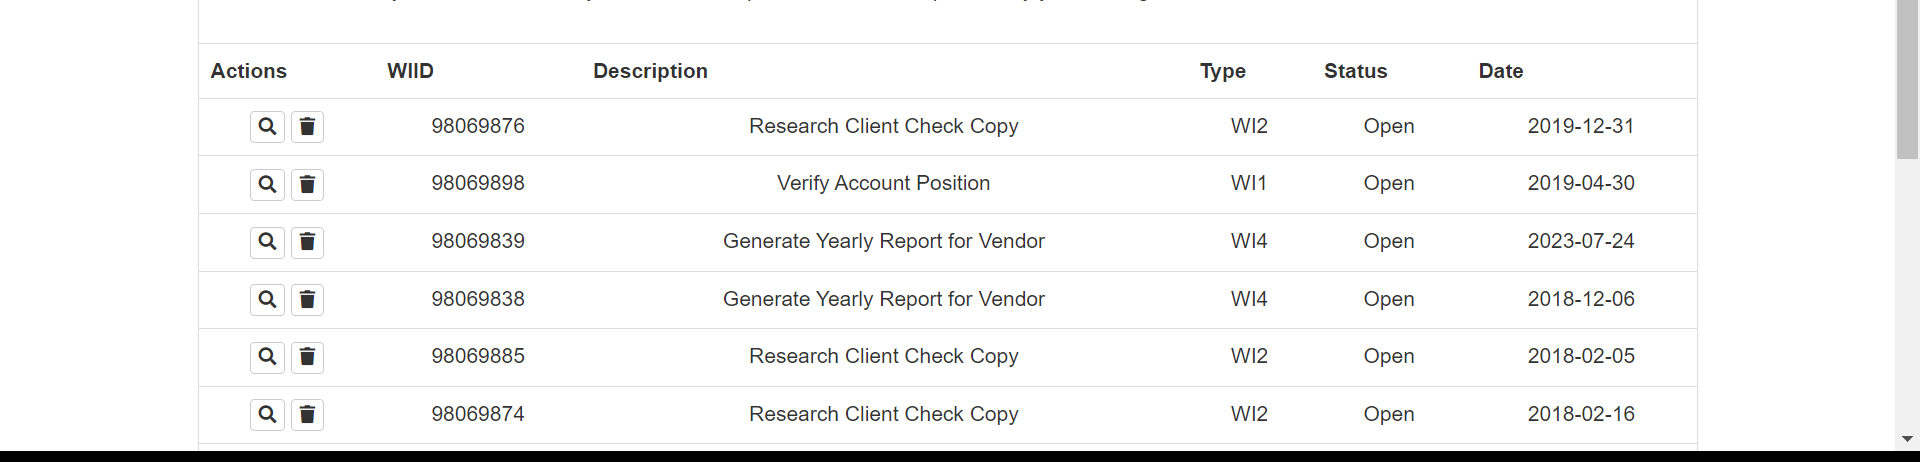 Actions WIID Description Type Status Date
98069876 Research Client Check Copy WI2 Open 2019-12-31
98069898 Verify Account Position WI1 Open 2019-04-30
98069839 Generate Yearly Report for Vendor WI4 Open 2023-07-24
98069838 Generate Yearly Report for Vendor WI4 Open 2018-12-06
98069885 Research Client Check Copy WI2 Open 2018-02-05
98069874 Research Client Check Copy WI2 Open 2018-02-16